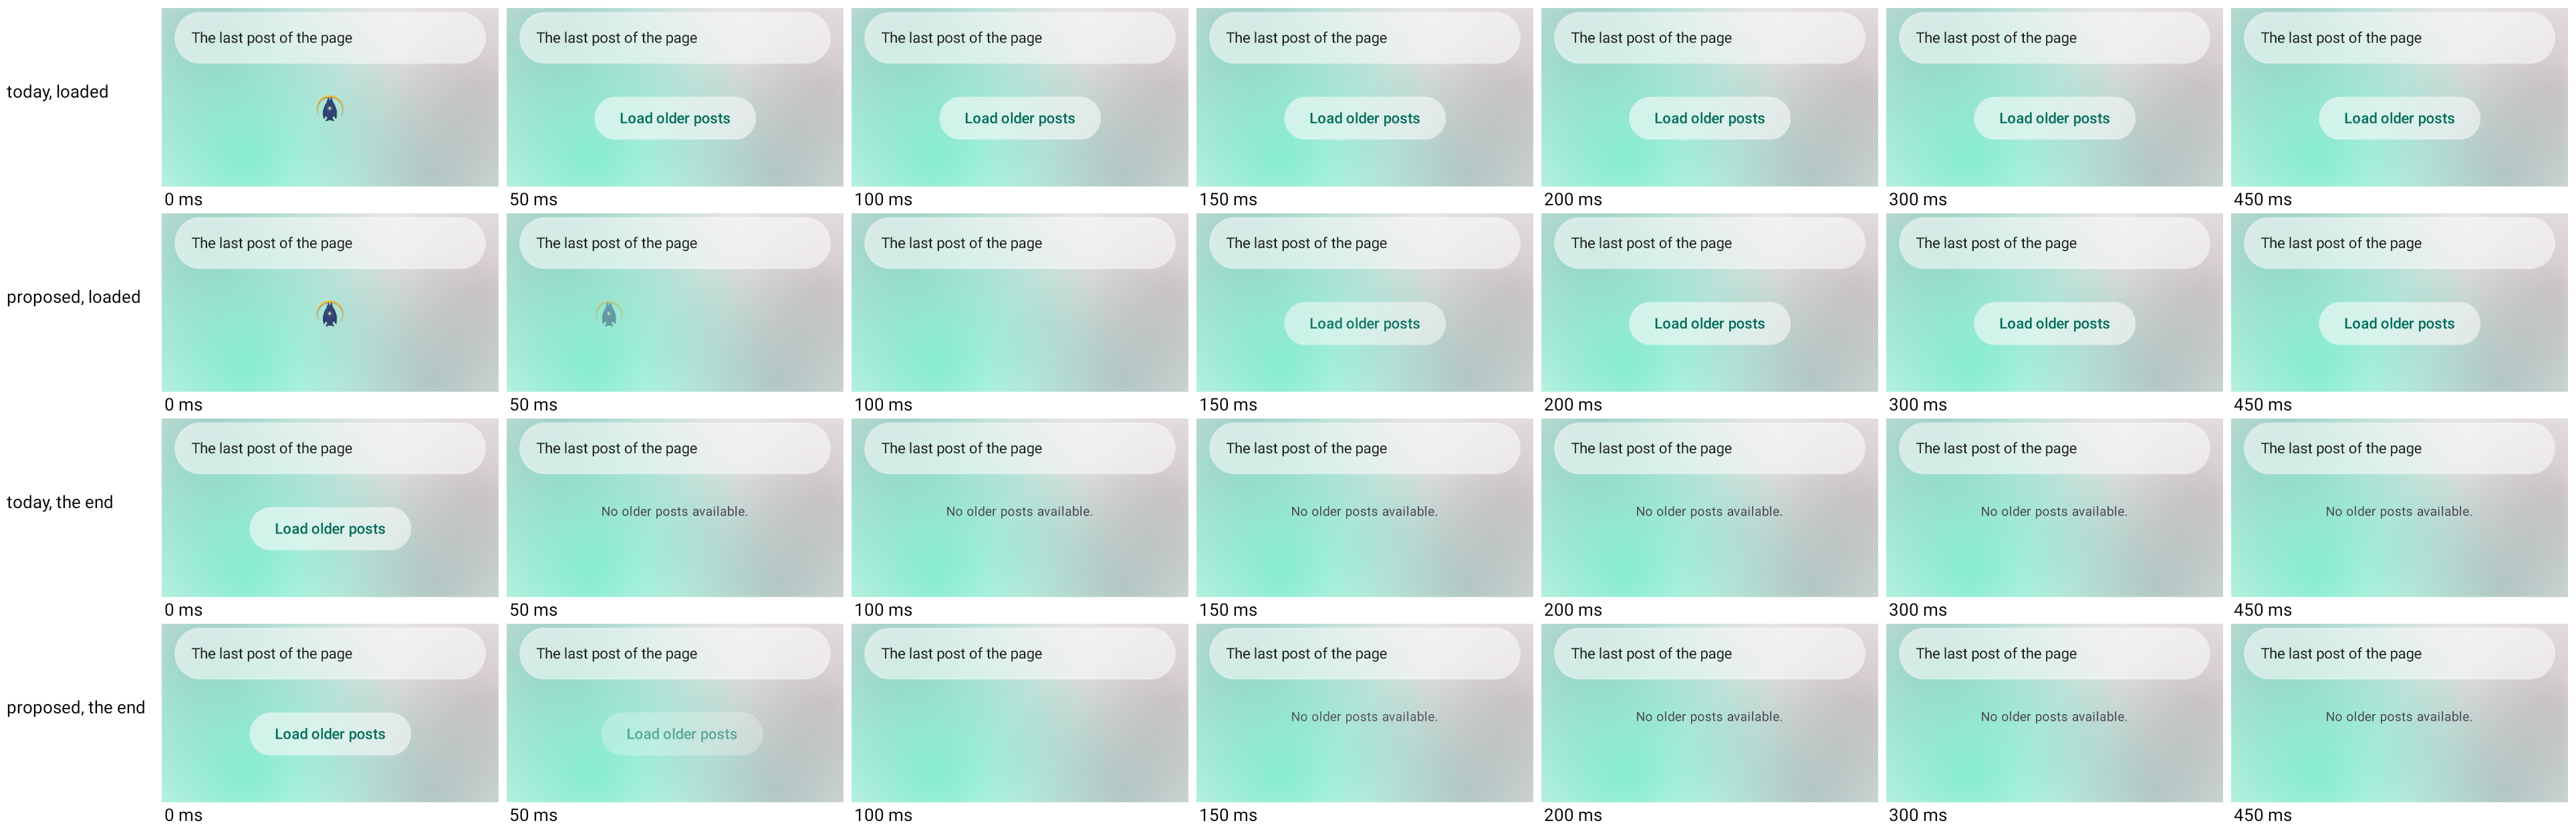 The last post of the page
The last post of the page
The last post of the page
The last post of the page
The last post of the page
The last post of the page
The last post of the page
today, loaded
Load older posts
Load older posts
Load older posts
Load older posts
Load older posts
Load older posts
0 ms
50 ms
100 ms
150 ms
200 ms
300 ms
450 ms
The last post of the page
The last post of the page
The last post of the page
The last post of the page
The last post of the page
The last post of the page
The last post of the page
proposed, loaded
Load older posts
Load older posts
Load older posts
Load older posts
0 ms
50 ms
100 ms
150 ms
200 ms
300 ms
450 ms
The last post of the page
The last post of the page
The last post of the page
The last post of the page
The last post of the page
The last post of the page
The last post of the page
today, the end
Load older posts
No older posts available.
No older posts available.
No older posts available.
No older posts available.
No older posts available.
No older posts available.
0 ms
50 ms
100 ms
150 ms
200 ms
300 ms
450 ms
The last post of the page
The last post of the page
The last post of the page
The last post of the page
The last post of the page
The last post of the page
The last post of the page
proposed, the end
Load older posts
Load older posts
No older posts available.
No older posts available.
No older posts available.
No older posts available.
0 ms
50 ms
100 ms
150 ms
200 ms
300 ms
450 ms